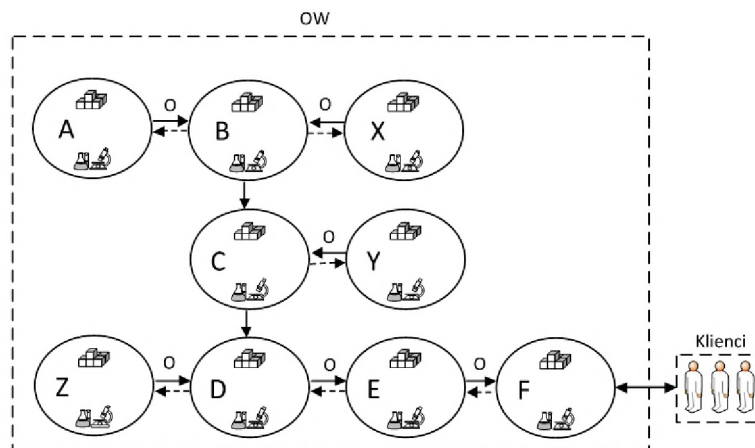 OW
O O
A B X
O
C Y
Klienci
O O O
Z D E F